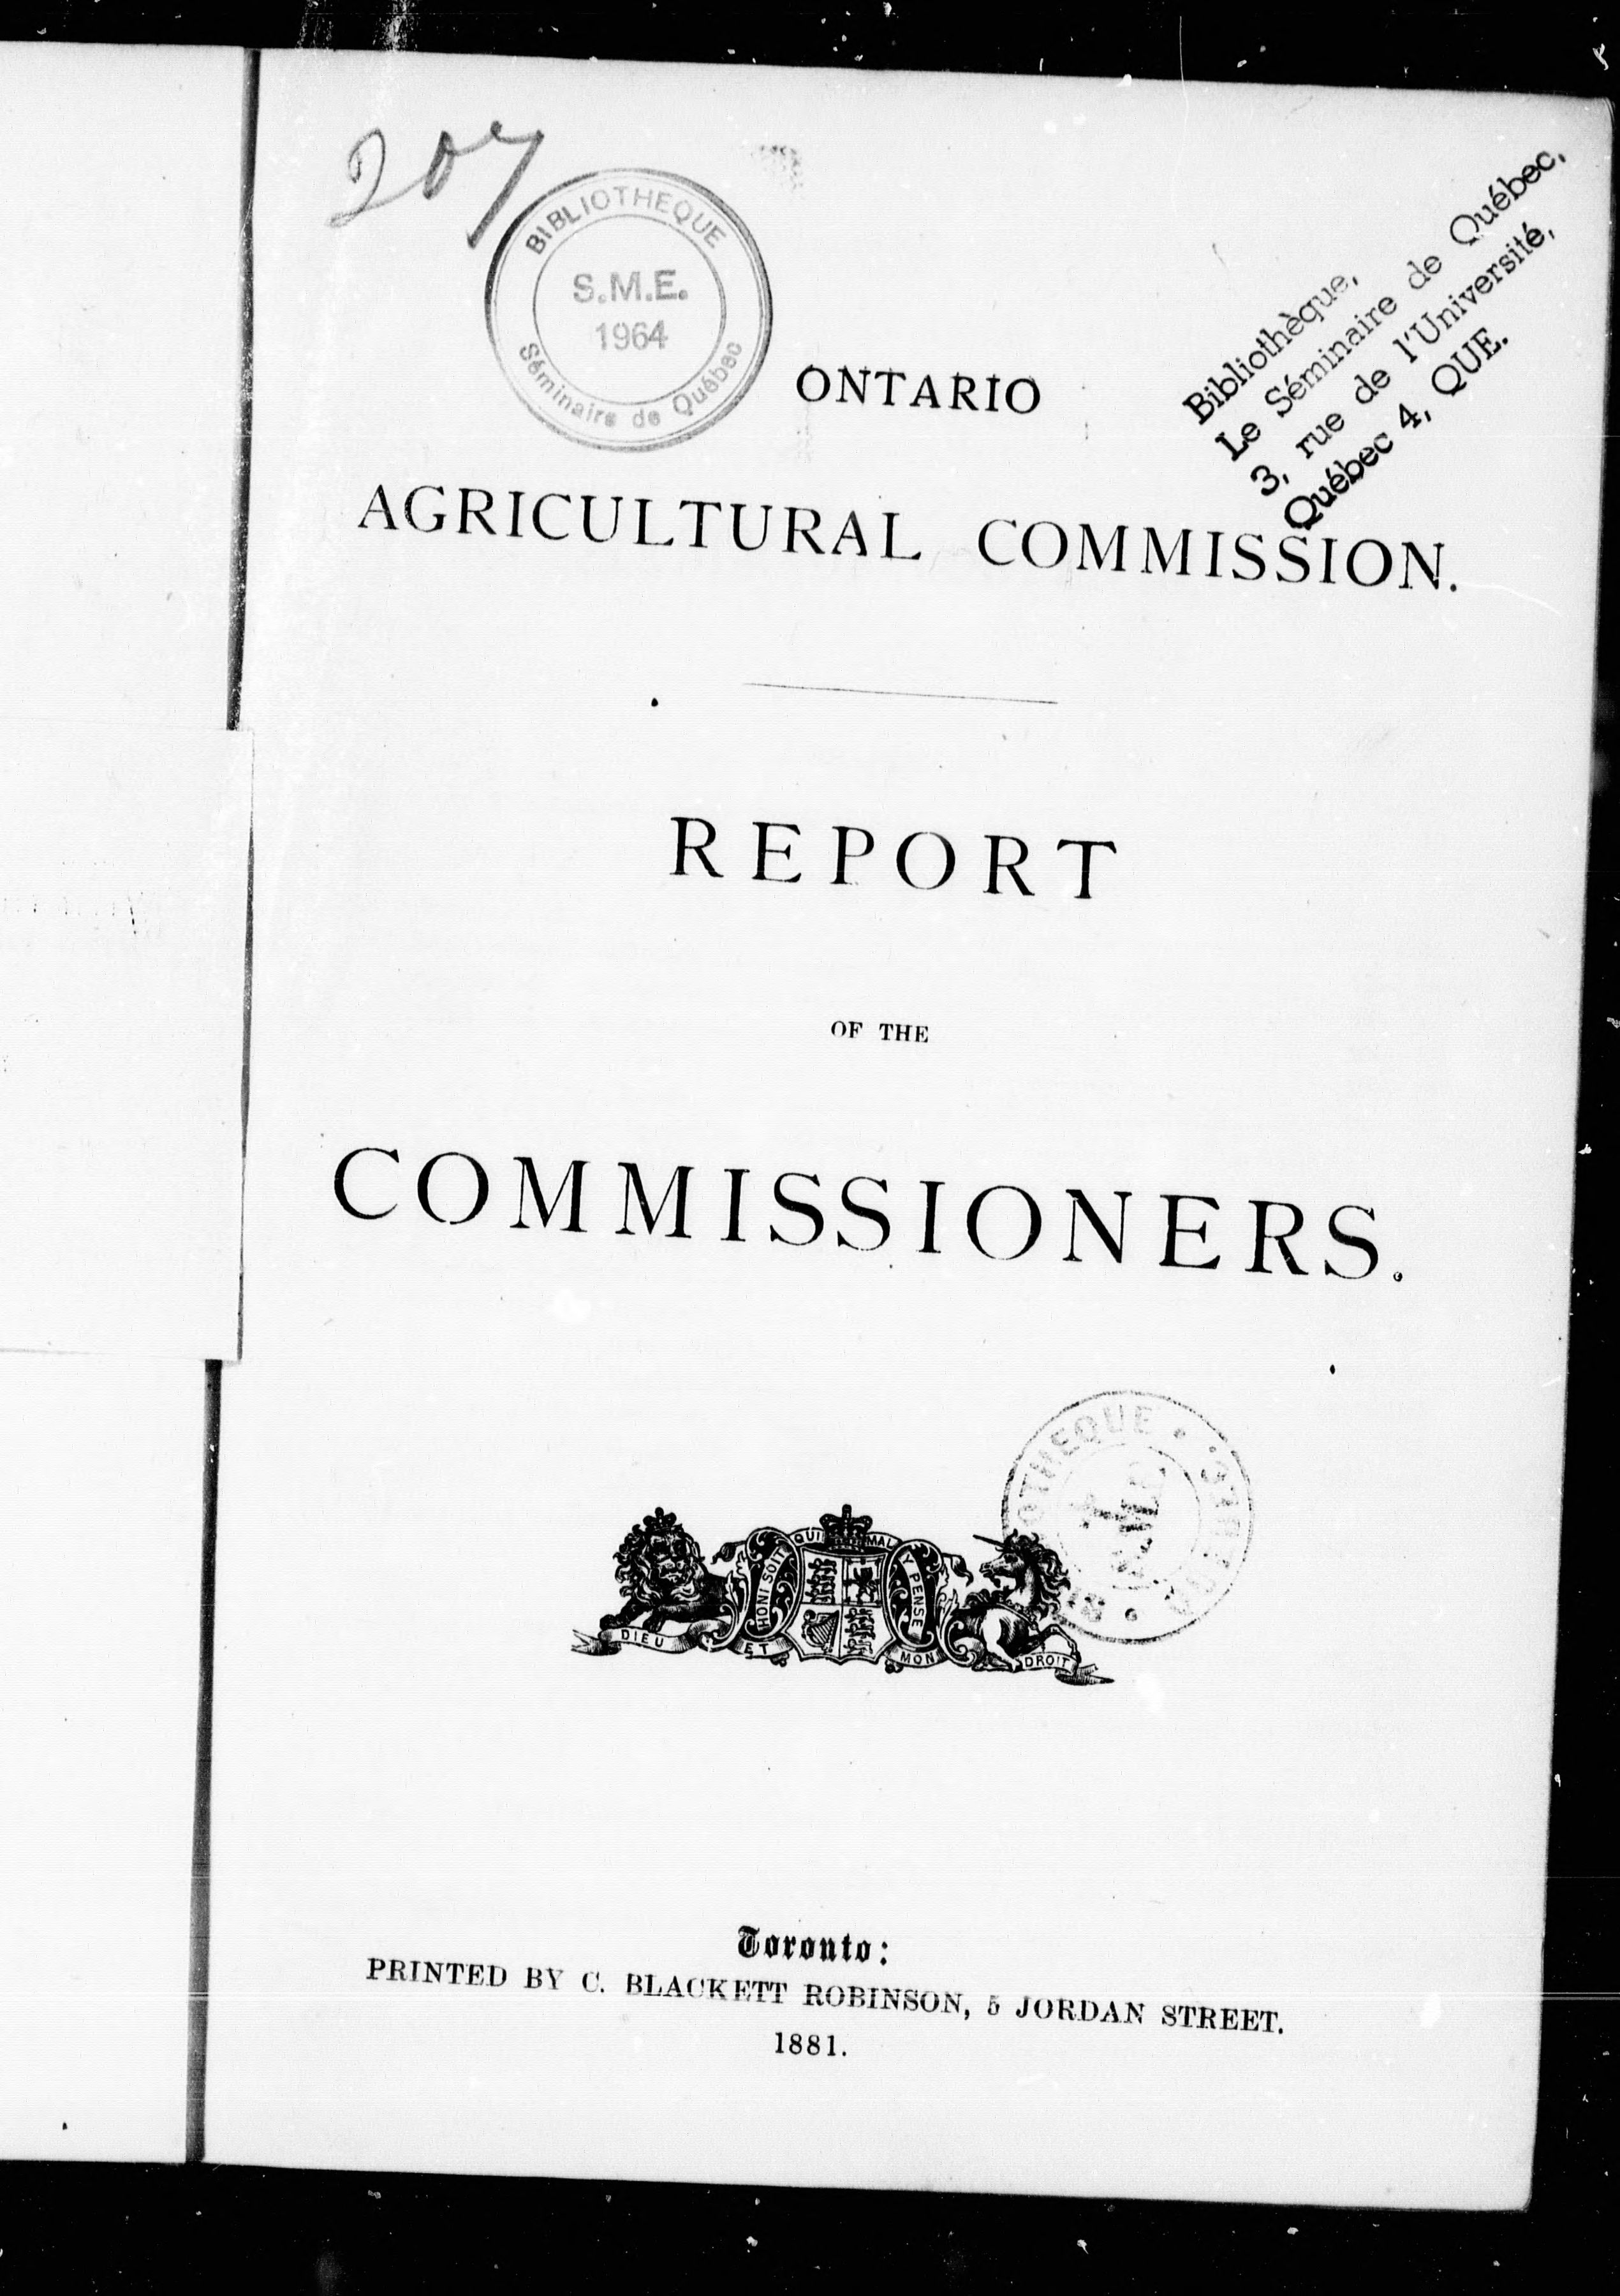 207
BIBLIOTHEQUE
S.M.E.
1964
Séminaire de Québec
Bibliothèque,
Le Séminaire de Québec,
3, rue de l'Université,
Québec 4, QUE.
ONTARIO
AGRICULTURAL COMMISSION.
REPORT
OF THE
COMMISSIONERS.
HONI SOIT QUI MAL Y PENSE
DIEU ET MON DROIT
Toronto:
PRINTED BY C. BLACKETT ROBINSON, 5 JORDAN STREET.
1881.